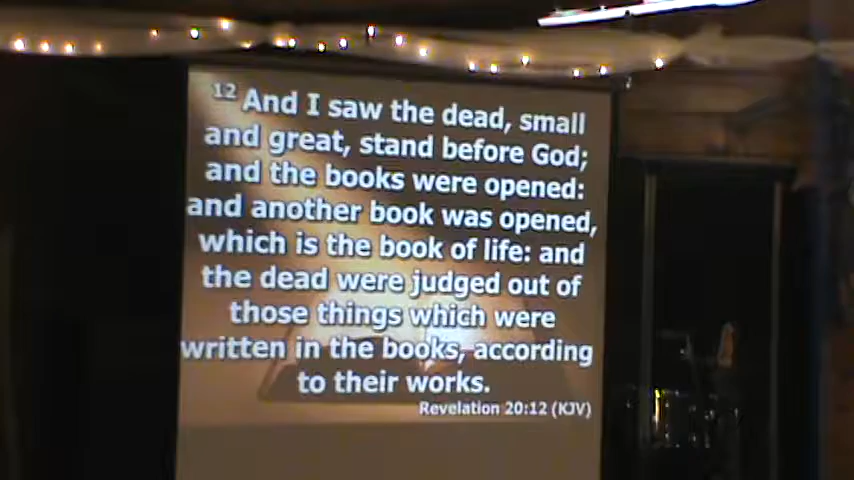 12 And I saw the dead, small
and great, stand before God;
and the books were opened:
and another book was opened,
which is the book of life: and
the dead were judged out of
those things which were
written in the books, according
to their works.
Revelation 20:12 (KJV)